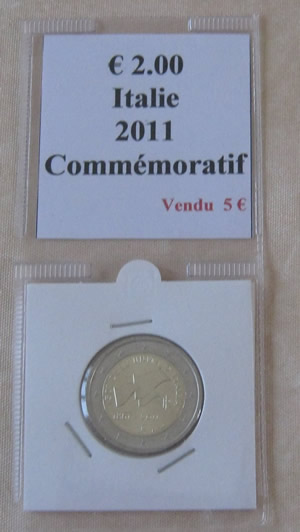 € 2.00
Italie
2011
Commémoratif
Vendu 5 €